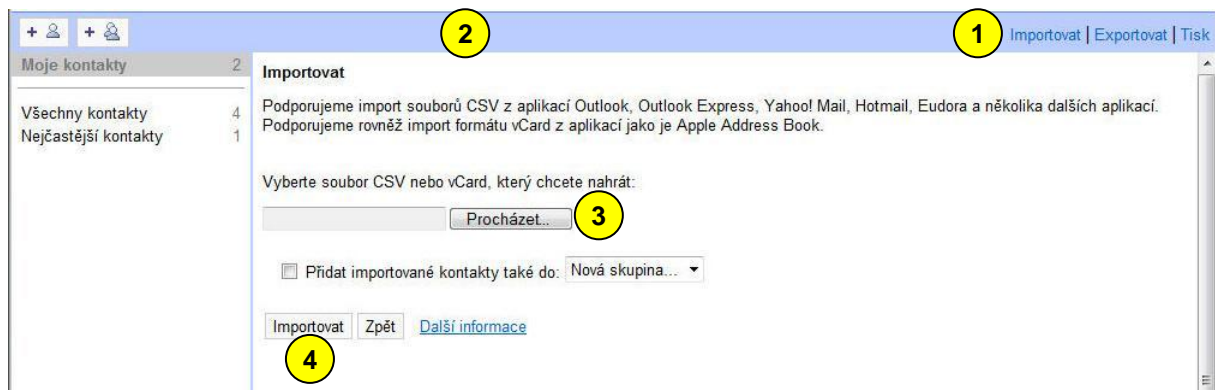 2
1
Importovat | Exportovat | Tisk
Moje kontakty 2
Všechny kontakty 4
Nejčastější kontakty 1
Importovat
Podporujeme import souborů CSV z aplikací Outlook, Outlook Express, Yahoo! Mail, Hotmail, Eudora a několika dalších aplikací.
Podporujeme rovněž import formátu vCard z aplikací jako je Apple Address Book.
Vyberte soubor CSV nebo vCard, který chcete nahrát:
Procházet...
3
Přidat importované kontakty také do: Nová skupina...
Importovat Zpět Další informace
4